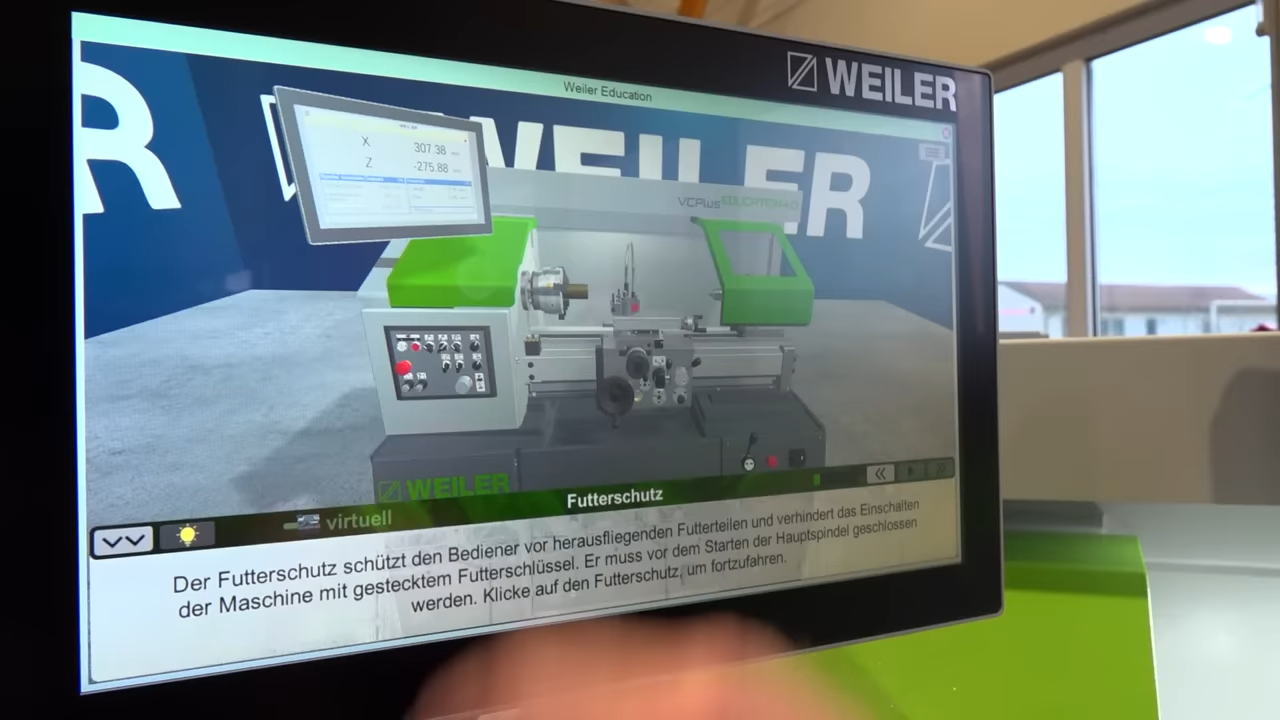 WEILER
Weiler Education
R
WEILER
X 307.38
Z -275.88
WEILER
Futterschutz
virtuell
Der Futterschutz schützt den Bediener vor herausfliegenden Futterteilen und verhindert das Einschalten
der Maschine mit gestecktem Futterschlüssel. Er muss vor dem Starten der Hauptspindel geschlossen
werden. Klicke auf den Futterschutz, um fortzufahren.